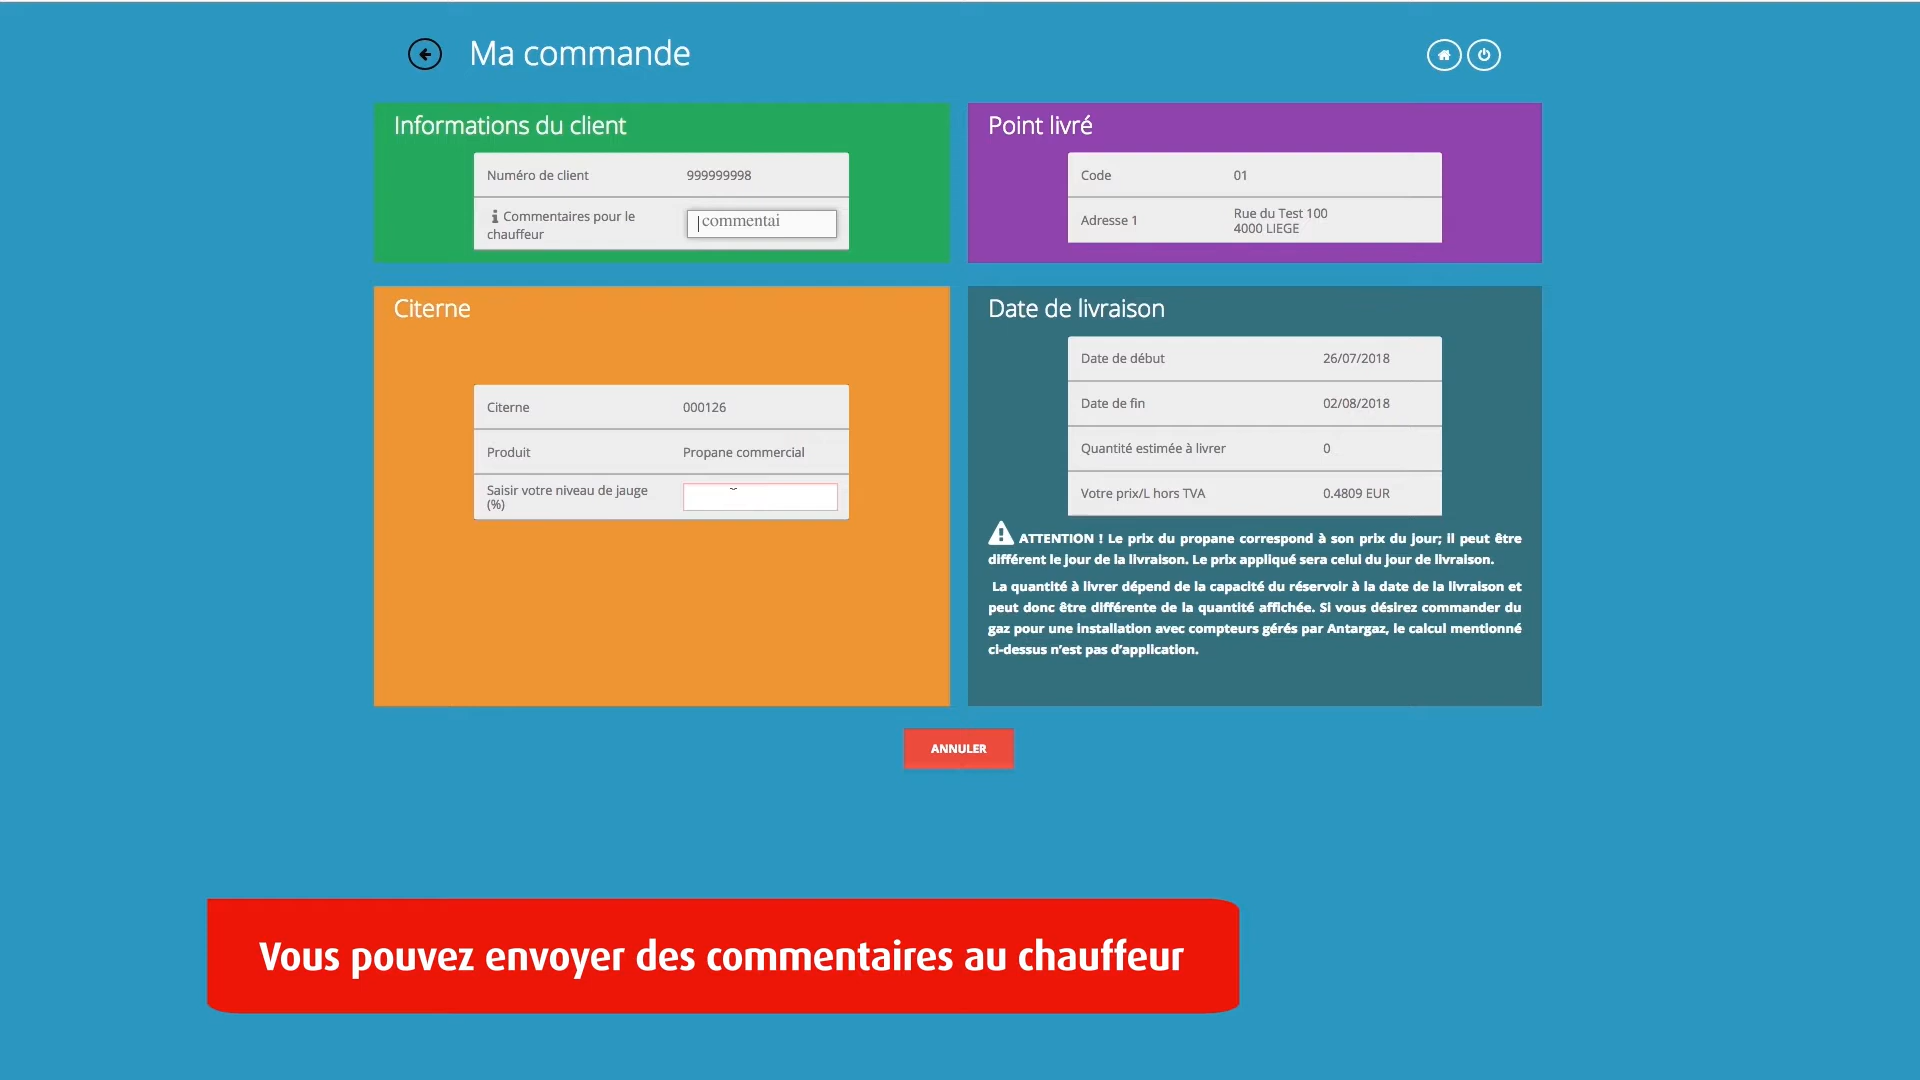 Ma commande
Informations du client
Numéro de client 999999998
Commentaires pour le
chauffeur
commentai
Point livré
Code 01
Adresse 1
Rue du Test 100
4000 LIEGE
Citerne
Citerne 000126
Produit Propane commercial
Saisir votre niveau de jauge
(%)
Date de livraison
Date de début 26/07/2018
Date de fin 02/08/2018
Quantité estimée à livrer 0
Votre prix/L hors TVA 0.4809 EUR
ATTENTION ! Le prix du propane correspond à son prix du jour; il peut être
différent le jour de la livraison. Le prix appliqué sera celui du jour de livraison.
La quantité à livrer dépend de la capacité du réservoir à la date de la livraison et
peut donc être différente de la quantité affichée. Si vous désirez commander du
gaz pour une installation avec compteurs gérés par Antargaz, le calcul mentionné
ci-dessus n’est pas d’application.
ANNULER
Vous pouvez envoyer des commentaires au chauffeur